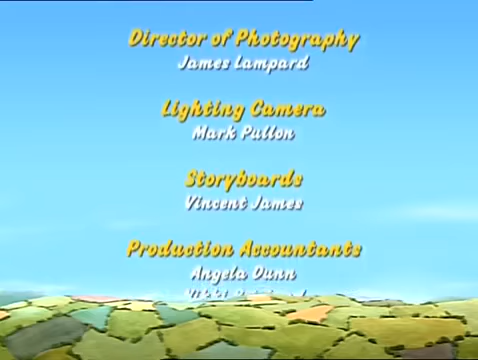 Director of Photography
James Lampard
Lighting Camera
Mark Pullon
Storyboards
Vincent James
Production Accountants
Angela Dunn